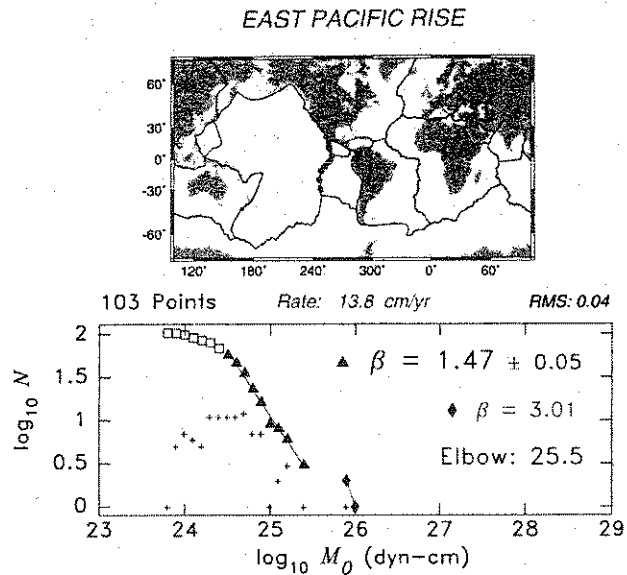 EAST PACIFIC RISE
60°
30°
0°
-30°
-60°
120° 180° 240° 300° 0° 60°
103 Points Rate: 13.8 cm/yr RMS: 0.04
2
1.5
1
0.5
0
log₁₀ N
▲ β = 1.47 ± 0.05
♦ β = 3.01
Elbow: 25.5
23 24 25 26 27 28 29
log₁₀ M₀ (dyn-cm)